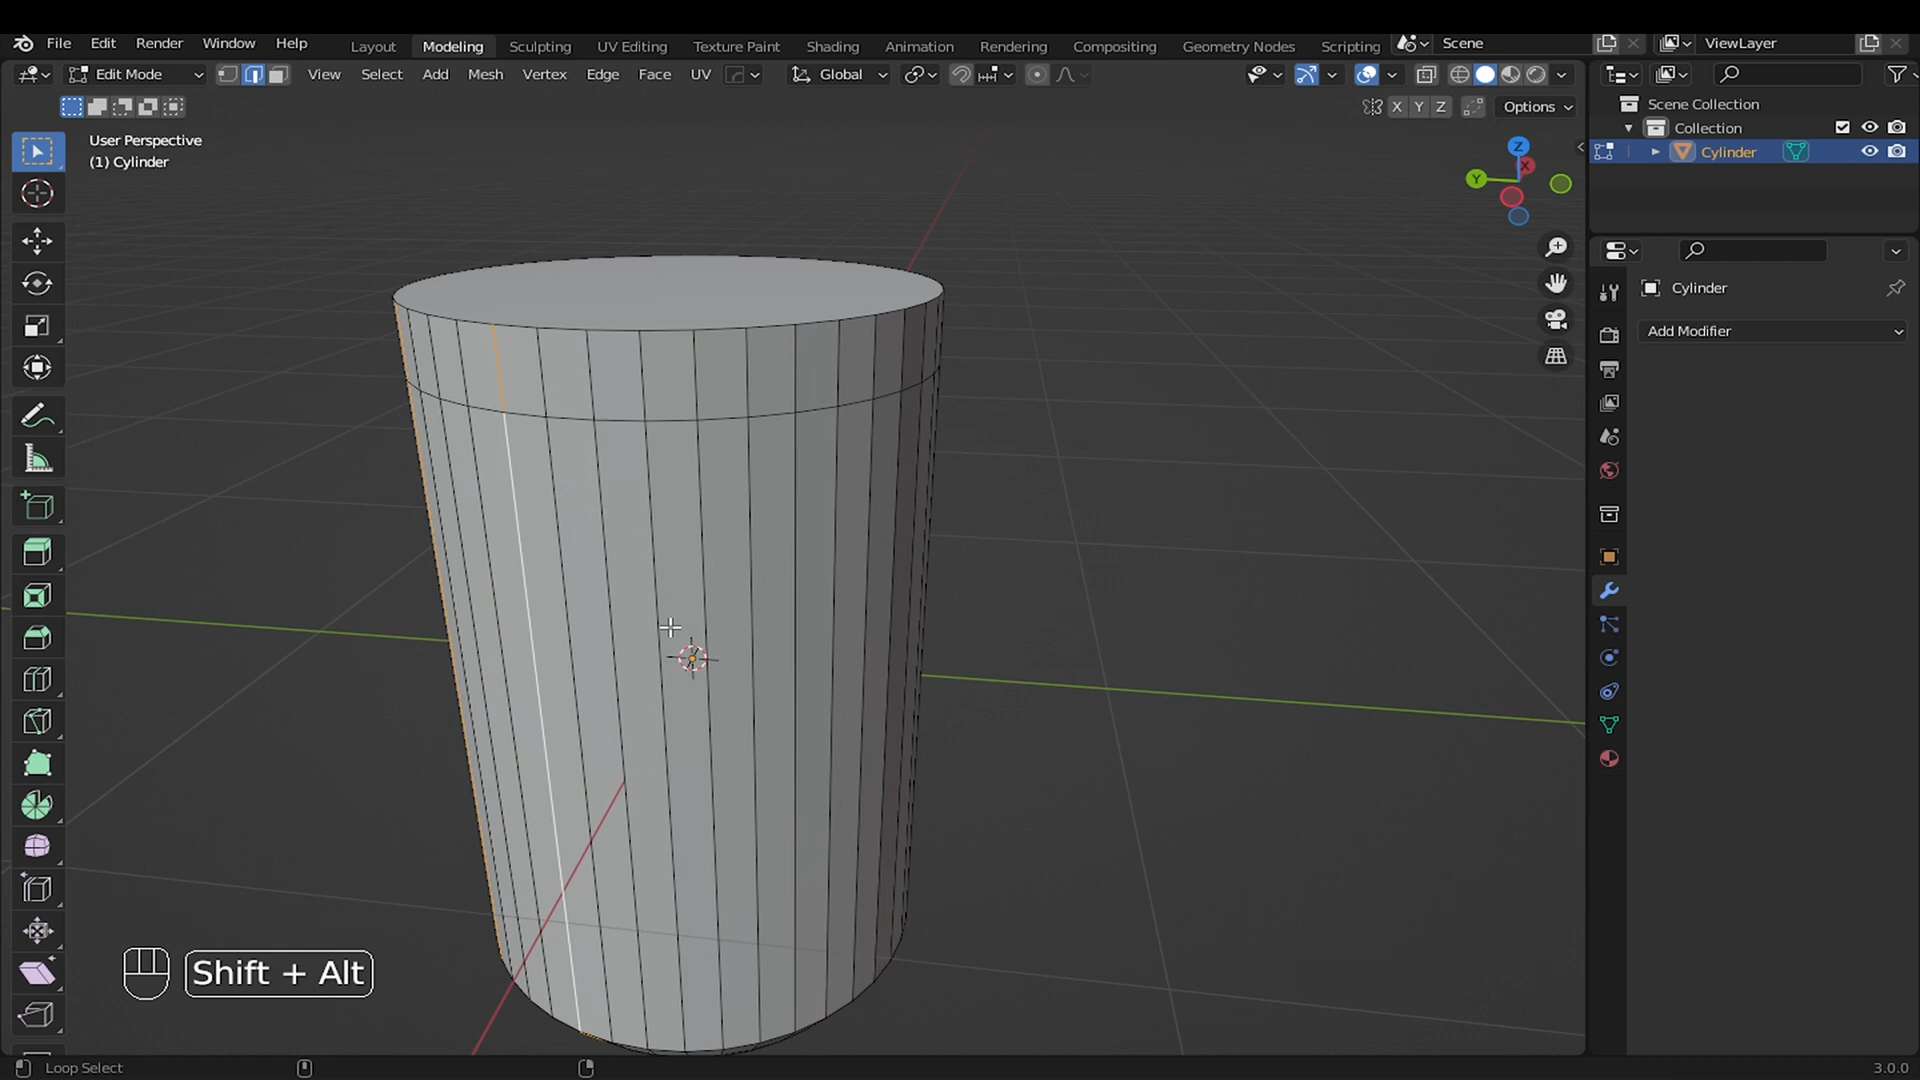 File Edit Render Window Help Layout Modeling Sculpting UV Editing Texture Paint Shading Animation Rendering Compositing Geometry Nodes Scripting Scene ViewLayer
Edit Mode View Select Add Mesh Vertex Edge Face UV Global
X Y Z Options
Scene Collection
Collection
Cylinder
User Perspective
(1) Cylinder
Z
X
Y
Cylinder
Add Modifier
Shift + Alt
Loop Select
3.0.0